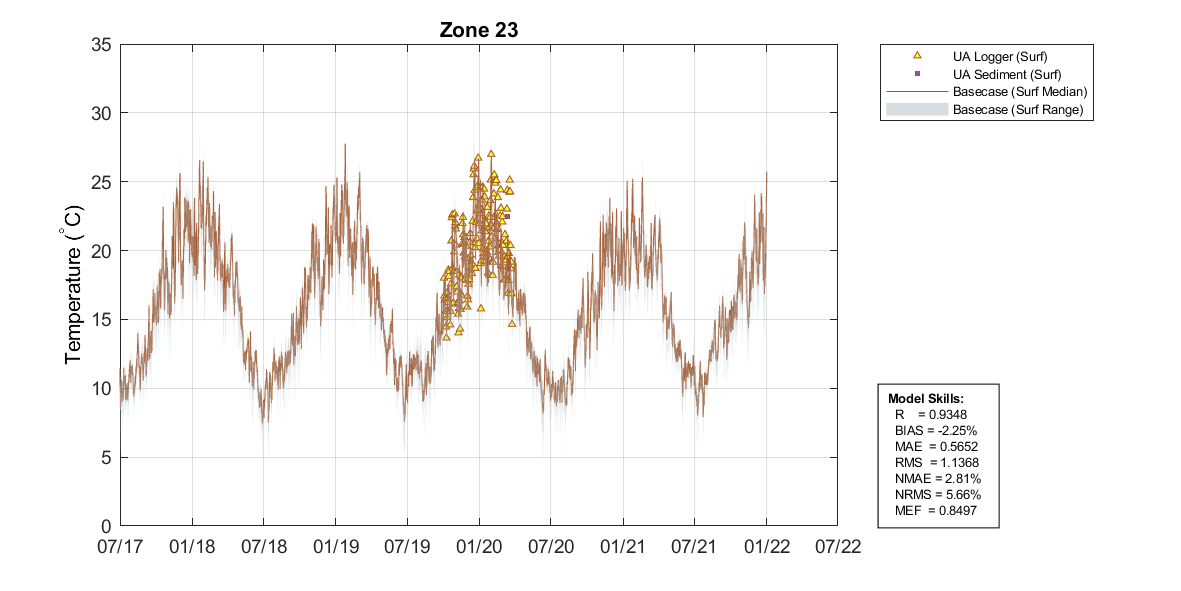 Zone 23
35
30
25
20
15
10
5
0
Temperature (°C)
07/17 01/18 07/18 01/19 07/19 01/20 07/20 01/21 07/21 01/22 07/22
UA Logger (Surf)
UA Sediment (Surf)
Basecase (Surf Median)
Basecase (Surf Range)
Model Skills:
R = 0.9348
BIAS = -2.25%
MAE = 0.5652
RMS = 1.1368
NMAE = 2.81%
NRMS = 5.66%
MEF = 0.8497